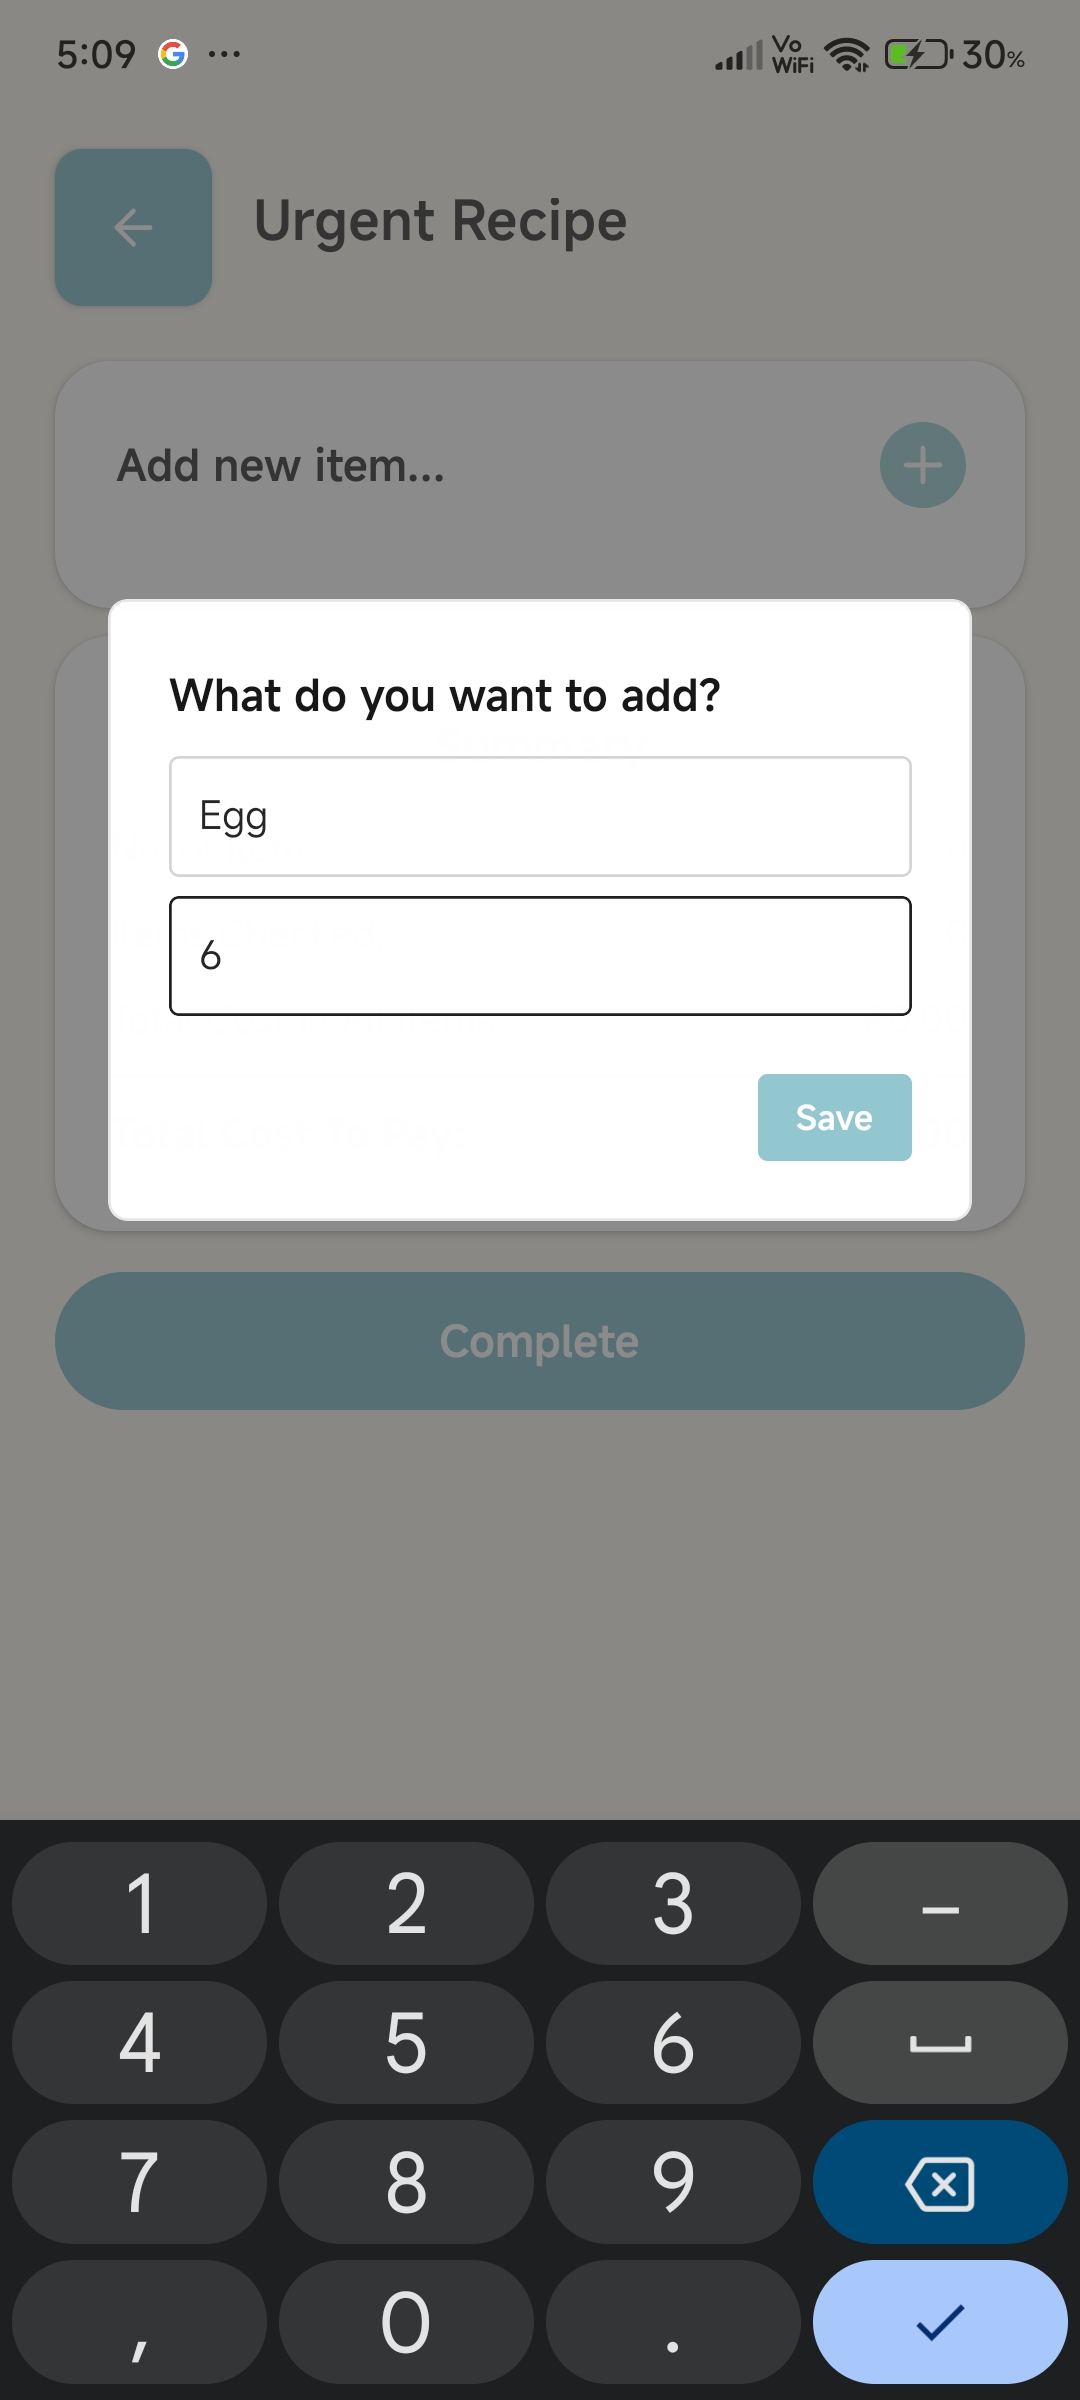 5:09 G ... Vo WiFi 30%
Urgent Recipe
Add new item...
What do you want to add?
Egg
6
Save
Complete
1 2 3 –
4 5 6
7 8 9
, 0 .